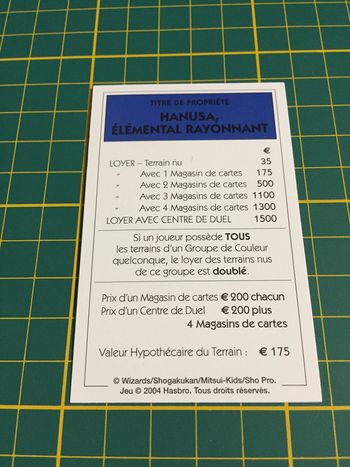 TITRE DE PROPRIÉTÉ
HANUSA,
ÉLÉMENTAL RAYONNANT
€
LOYER – Terrain nu 35
" Avec 1 Magasin de cartes 175
" Avec 2 Magasins de cartes 500
" Avec 3 Magasins de cartes 1100
" Avec 4 Magasins de cartes 1300
LOYER AVEC CENTRE DE DUEL 1500
Si un joueur possède TOUS
les terrains d'un Groupe de Couleur
quelconque, le loyer des terrains nus
de ce groupe est doublé.
Prix d'un Magasin de cartes € 200 chacun
Prix d'un Centre de Duel € 200 plus
4 Magasins de cartes
Valeur Hypothécaire du Terrain : € 175
© Wizards/Shogakukan/Mitsui-Kids/Sho Pro.
Jeu © 2004 Hasbro. Tous droits réservés.